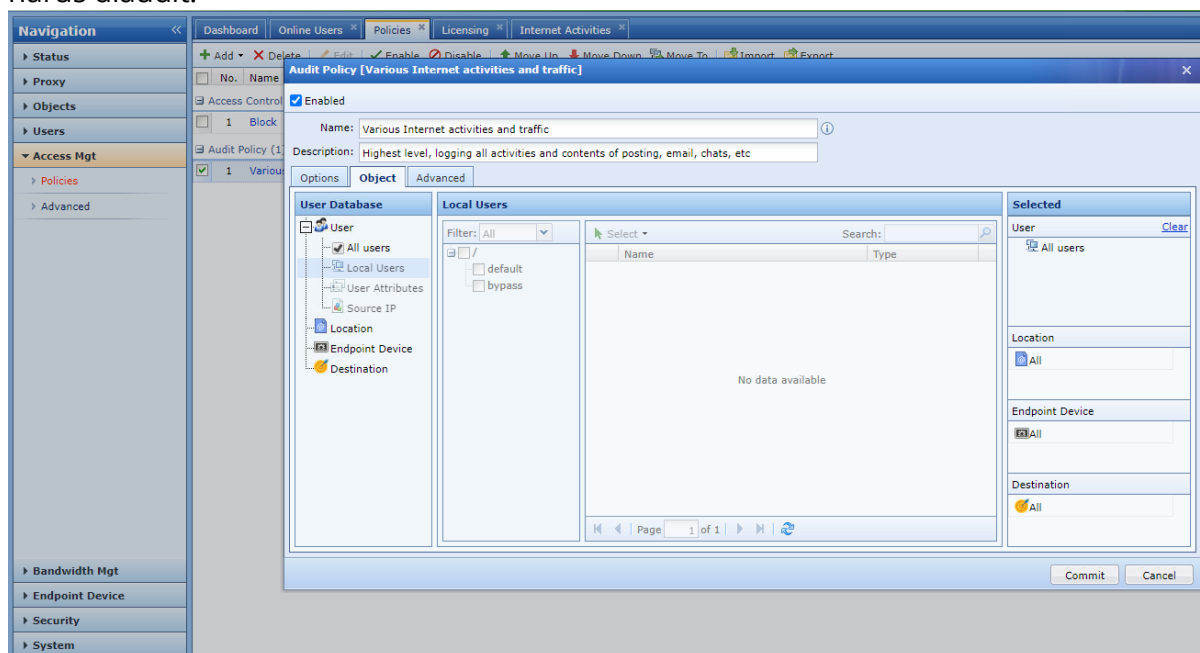 harus diaudit.
Navigation
Dashboard Online Users Policies Licensing Internet Activities
Status
Proxy
Objects
Users
Access Mgt
Policies
Advanced
Bandwidth Mgt
Endpoint Device
Security
System
+ Add Delete Edit Enable Disable Move Up Move Down Move To Import Export
No. Name
Access Control
1 Block
Audit Policy (1)
1 Various
Audit Policy [Various Internet activities and traffic]
Enabled
Name: Various Internet activities and traffic
Description: Highest level, logging all activities and contents of posting, email, chats, etc
Options Object Advanced
User Database
User
All users
Local Users
User Attributes
Source IP
Location
Endpoint Device
Destination
Local Users
Filter: All
/
default
bypass
Select Search:
Name Type
No data available
Page 1 of 1
Selected
User Clear
All users
Location
All
Endpoint Device
All
Destination
All
Commit Cancel